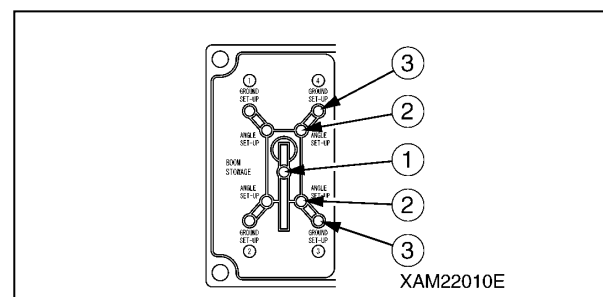 ① ④
GROUND SET-UP GROUND SET-UP
③
②
ANGLE SET-UP ANGLE SET-UP
BOOM STOWAGE
①
ANGLE SET-UP ANGLE SET-UP
②
GROUND SET-UP GROUND SET-UP
③
② ③
XAM22010E